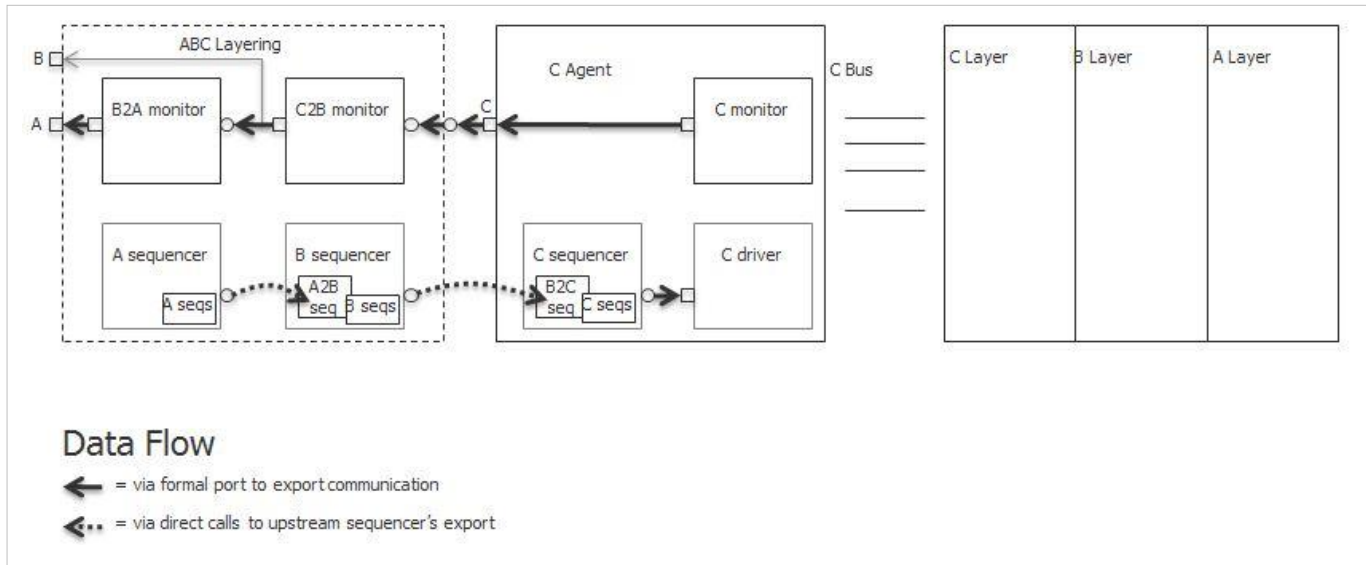 ABC Layering
B
C Agent
C Bus
C Layer
B Layer
A Layer
B2A monitor
C2B monitor
C
C monitor
A
A sequencer
B sequencer
C sequencer
C driver
A2B
seq
B seqs
B2C
seq
C seqs
A seqs
Data Flow
= via formal port to export communication
= via direct calls to upstream sequencer's export